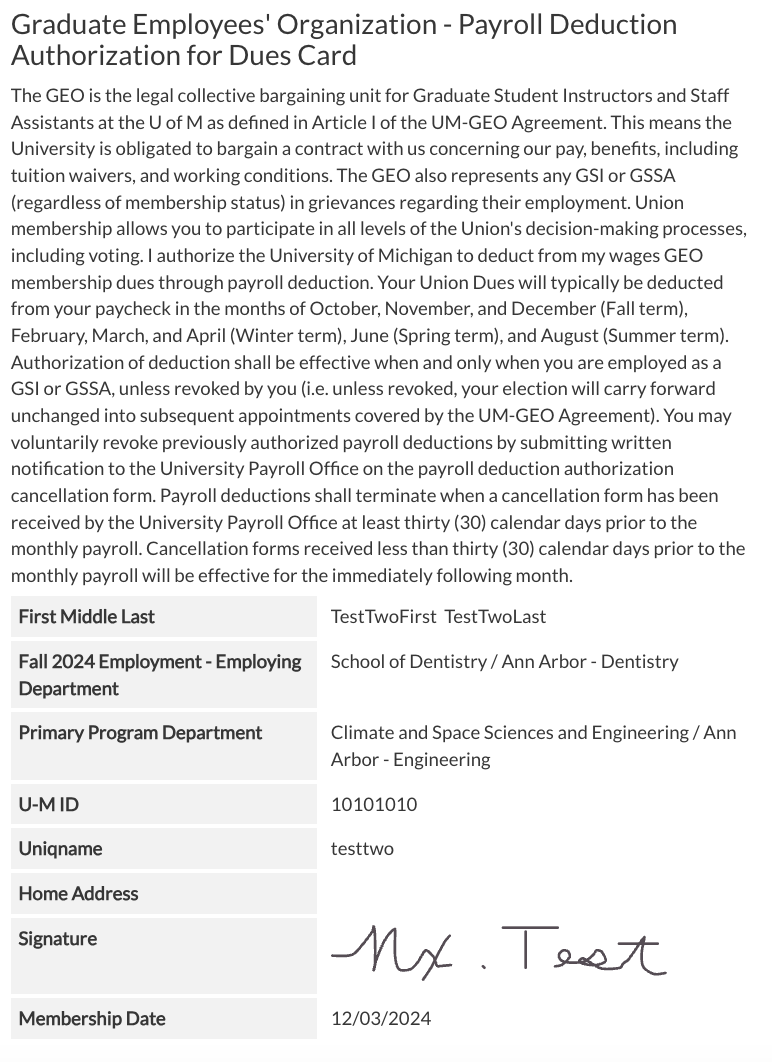 Graduate Employees' Organization - Payroll Deduction
Authorization for Dues Card
The GEO is the legal collective bargaining unit for Graduate Student Instructors and Staff
Assistants at the U of M as defined in Article I of the UM-GEO Agreement. This means the
University is obligated to bargain a contract with us concerning our pay, benefits, including
tuition waivers, and working conditions. The GEO also represents any GSI or GSSA
(regardless of membership status) in grievances regarding their employment. Union
membership allows you to participate in all levels of the Union's decision-making processes,
including voting. I authorize the University of Michigan to deduct from my wages GEO
membership dues through payroll deduction. Your Union Dues will typically be deducted
from your paycheck in the months of October, November, and December (Fall term),
February, March, and April (Winter term), June (Spring term), and August (Summer term).
Authorization of deduction shall be effective when and only when you are employed as a
GSI or GSSA, unless revoked by you (i.e. unless revoked, your election will carry forward
unchanged into subsequent appointments covered by the UM-GEO Agreement). You may
voluntarily revoke previously authorized payroll deductions by submitting written
notification to the University Payroll Office on the payroll deduction authorization
cancellation form. Payroll deductions shall terminate when a cancellation form has been
received by the University Payroll Office at least thirty (30) calendar days prior to the
monthly payroll. Cancellation forms received less than thirty (30) calendar days prior to the
monthly payroll will be effective for the immediately following month.
First Middle Last TestTwoFirst TestTwoLast
Fall 2024 Employment - Employing School of Dentistry / Ann Arbor - Dentistry
Department
Primary Program Department Climate and Space Sciences and Engineering / Ann
Arbor - Engineering
U-M ID 10101010
Uniqname testtwo
Home Address
Signature Mx. Test
Membership Date 12/03/2024